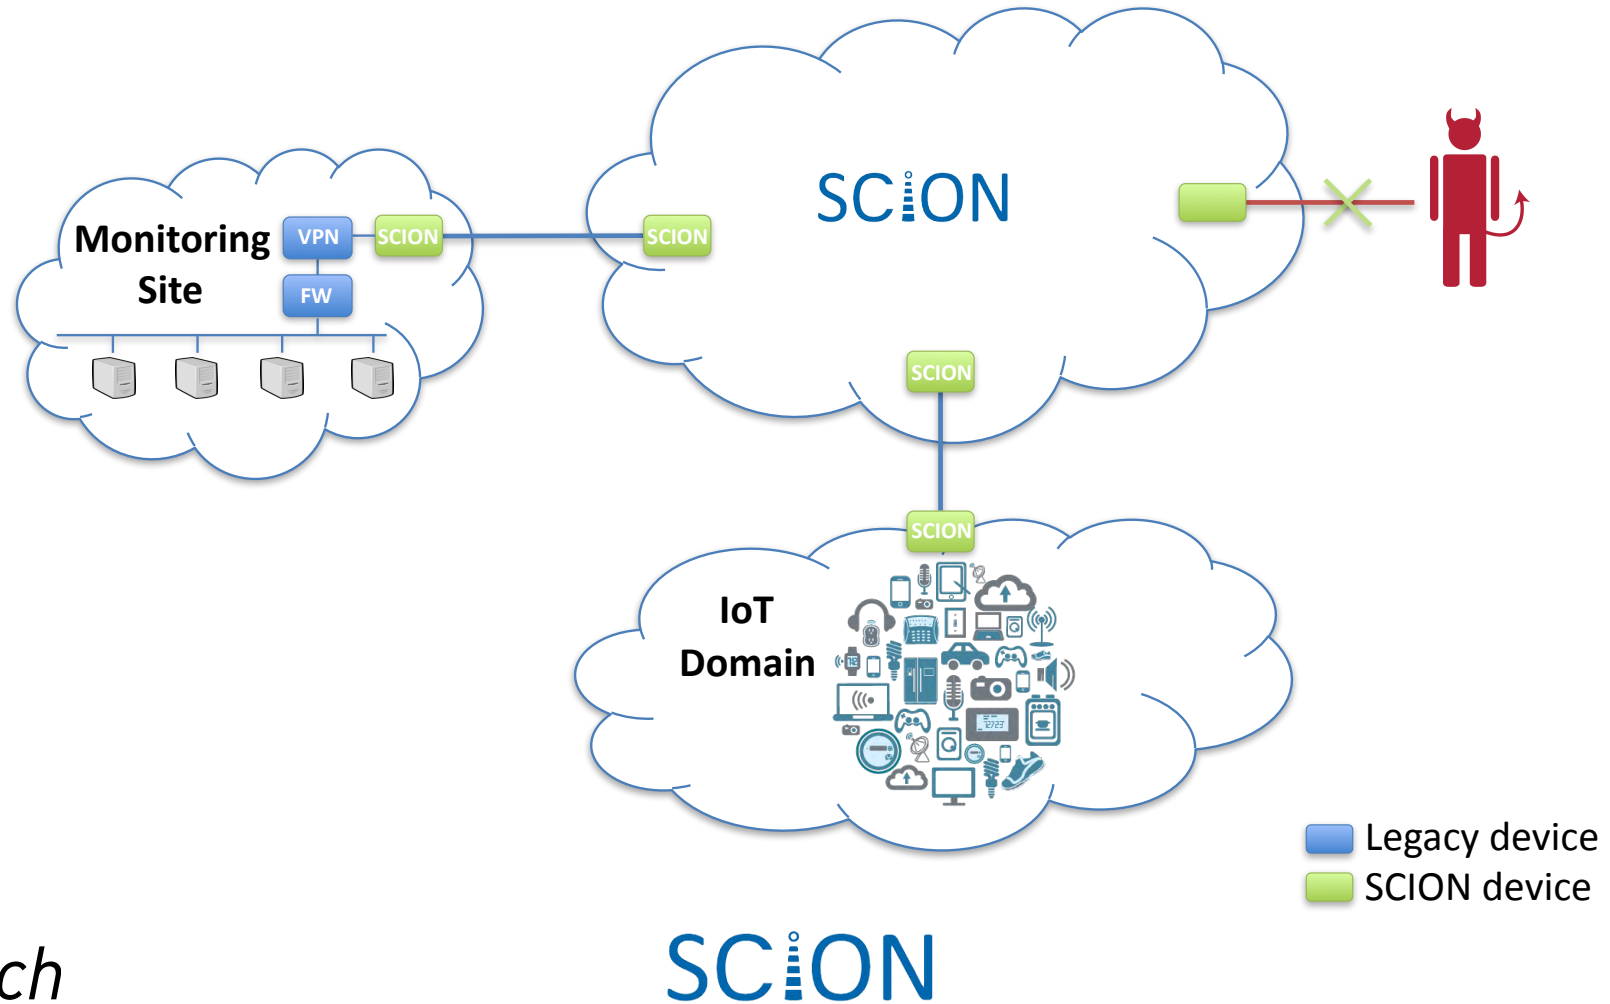 SCION
Monitoring
Site
VPN
SCION
FW
SCION
SCION
SCION
IoT
Domain
Legacy device
SCION device
ch
SCION